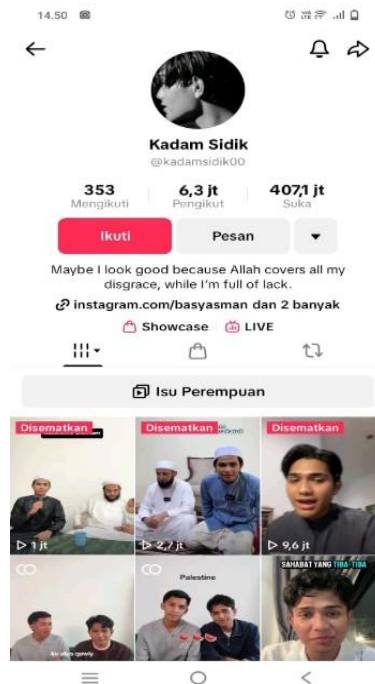 14.50
Kadam Sidik
@kadamsidik00
353 6,3 jt 407,1 jt
Mengikuti Pengikut Suka
Ikuti Pesan
Maybe I look good because Allah covers all my
disgrace, while I'm full of lack.
instagram.com/basyasman dan 2 banyak
Showcase LIVE
Isu Perempuan
Disematkan Disematkan Disematkan
1 jt 2,7 jt 9,6 jt
Palestine
SAHABAT YANG TIBA-TIBA